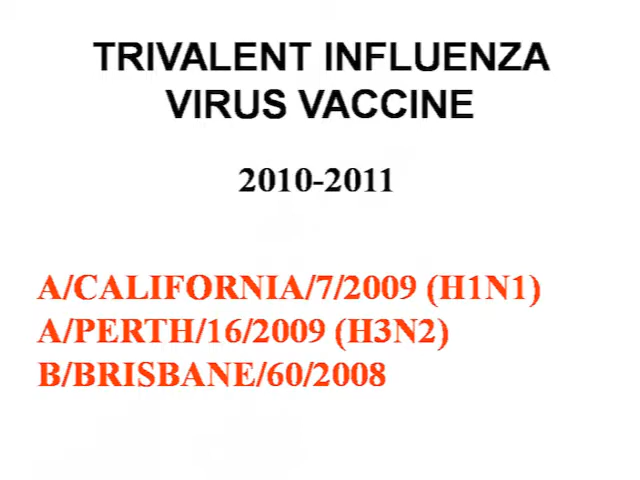 TRIVALENT INFLUENZA
VIRUS VACCINE
2010-2011
A/CALIFORNIA/7/2009 (H1N1)
A/PERTH/16/2009 (H3N2)
B/BRISBANE/60/2008